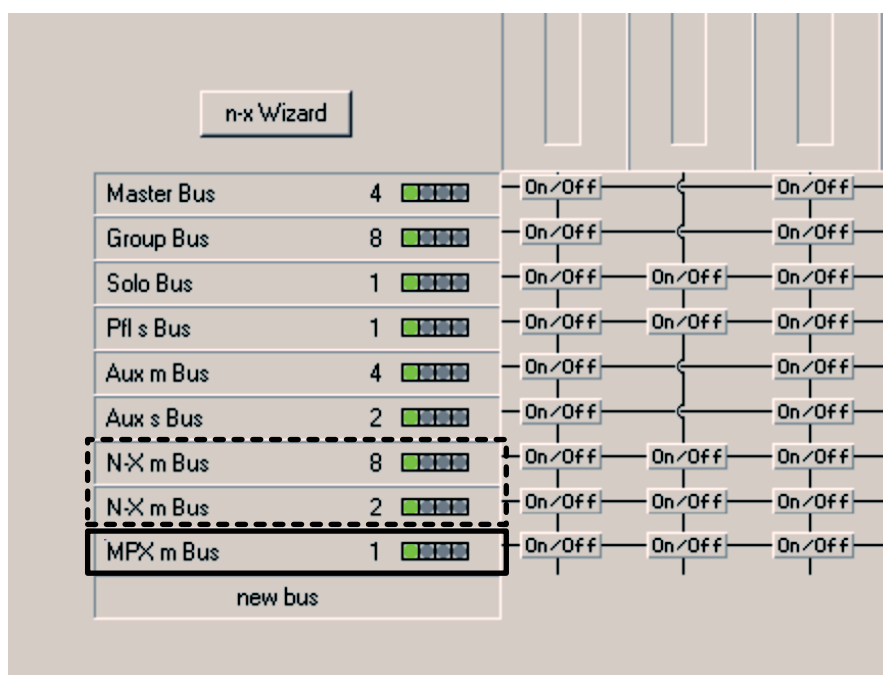 n-x Wizard
Master Bus 4 On/Off On/Off
Group Bus 8 On/Off On/Off
Solo Bus 1 On/Off On/Off On/Off
Pfl s Bus 1 On/Off On/Off On/Off
Aux m Bus 4 On/Off On/Off
Aux s Bus 2 On/Off On/Off
N-X m Bus 8 On/Off On/Off On/Off
N-X m Bus 2 On/Off On/Off On/Off
MPX m Bus 1 On/Off On/Off On/Off
new bus